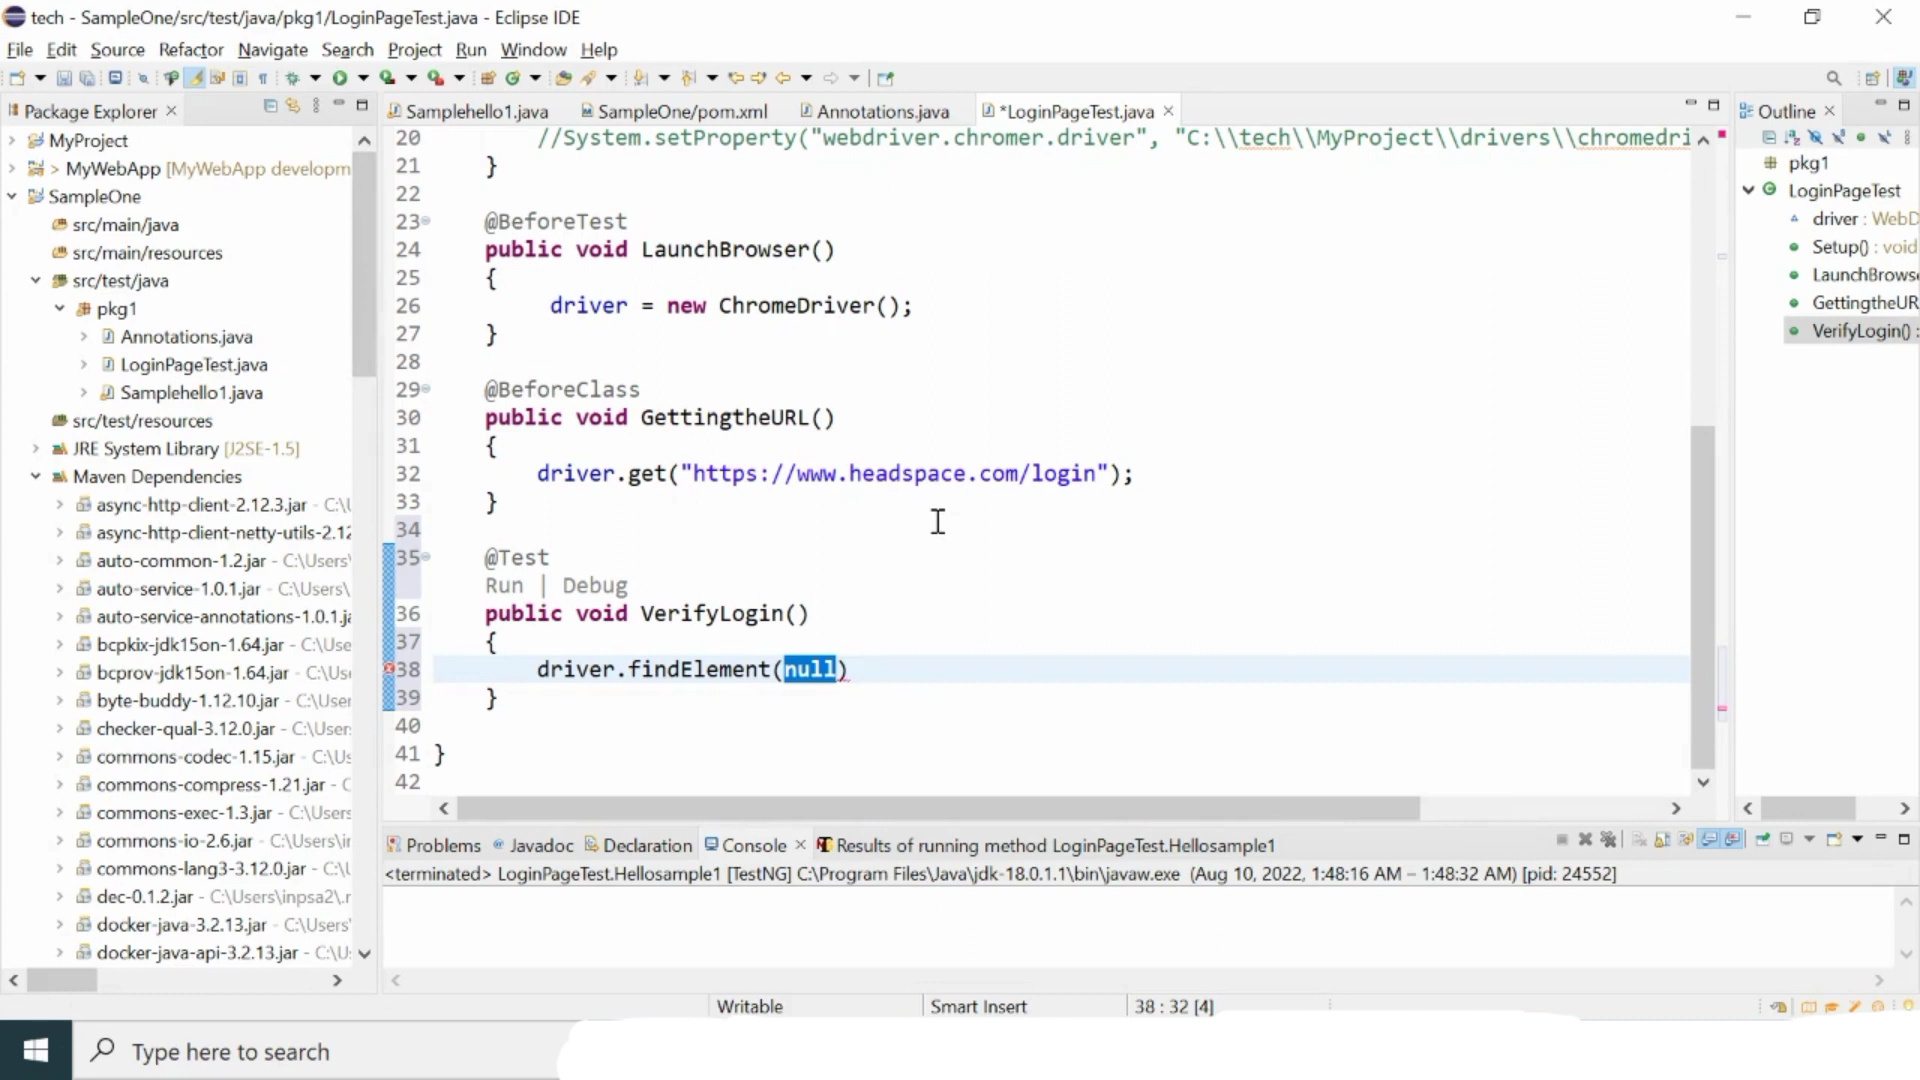 tech - SampleOne/src/test/java/pkg1/LoginPageTest.java - Eclipse IDE
File Edit Source Refactor Navigate Search Project Run Window Help
Package Explorer
MyProject
> MyWebApp [MyWebApp developm
SampleOne
src/main/java
src/main/resources
src/test/java
pkg1
Annotations.java
LoginPageTest.java
Samplehello1.java
src/test/resources
JRE System Library [J2SE-1.5]
Maven Dependencies
async-http-client-2.12.3.jar - C:\U
async-http-client-netty-utils-2.12
auto-common-1.2.jar - C:\Users\
auto-service-1.0.1.jar - C:\Users\
auto-service-annotations-1.0.1.ja
bcpkix-jdk15on-1.64.jar - C:\Use
bcprov-jdk15on-1.64.jar - C:\Use
byte-buddy-1.12.10.jar - C:\User
checker-qual-3.12.0.jar - C:\User
commons-codec-1.15.jar - C:\Us
commons-compress-1.21.jar - C
commons-exec-1.3.jar - C:\Users
commons-io-2.6.jar - C:\Users\ir
commons-lang3-3.12.0.jar - C:\U
dec-0.1.2.jar - C:\Users\inpsa2\.r
docker-java-3.2.13.jar - C:\Users
docker-java-api-3.2.13.jar - C:\U
Samplehello1.java SampleOne/pom.xml Annotations.java *LoginPageTest.java
20 //System.setProperty("webdriver.chromer.driver", "C:\\tech\\MyProject\\drivers\\chromedri
21 }
22
23 @BeforeTest
24 public void LaunchBrowser()
25 {
26 driver = new ChromeDriver();
27 }
28
29 @BeforeClass
30 public void GettingtheURL()
31 {
32 driver.get("https://www.headspace.com/login");
33 }
34
35 @Test
Run | Debug
36 public void VerifyLogin()
37 {
38 driver.findElement(null)
39 }
40
41 }
42
Outline
pkg1
LoginPageTest
driver : WebD
Setup() : void
LaunchBrowse
GettingtheUR
VerifyLogin() :
Problems Javadoc Declaration Console Results of running method LoginPageTest.Hellosample1
<terminated> LoginPageTest.Hellosample1 [TestNG] C:\Program Files\Java\jdk-18.0.1.1\bin\javaw.exe (Aug 10, 2022, 1:48:16 AM – 1:48:32 AM) [pid: 24552]
Writable Smart Insert 38 : 32 [4]
Type here to search